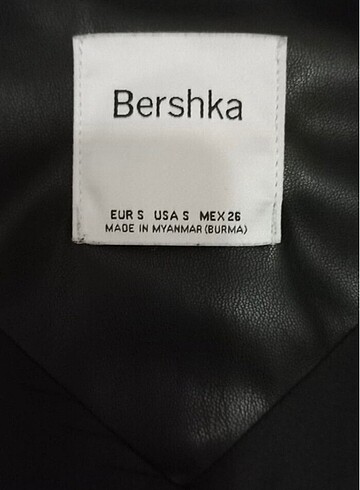 Bershka
EUR S USA S MEX 26
MADE IN MYANMAR (BURMA)